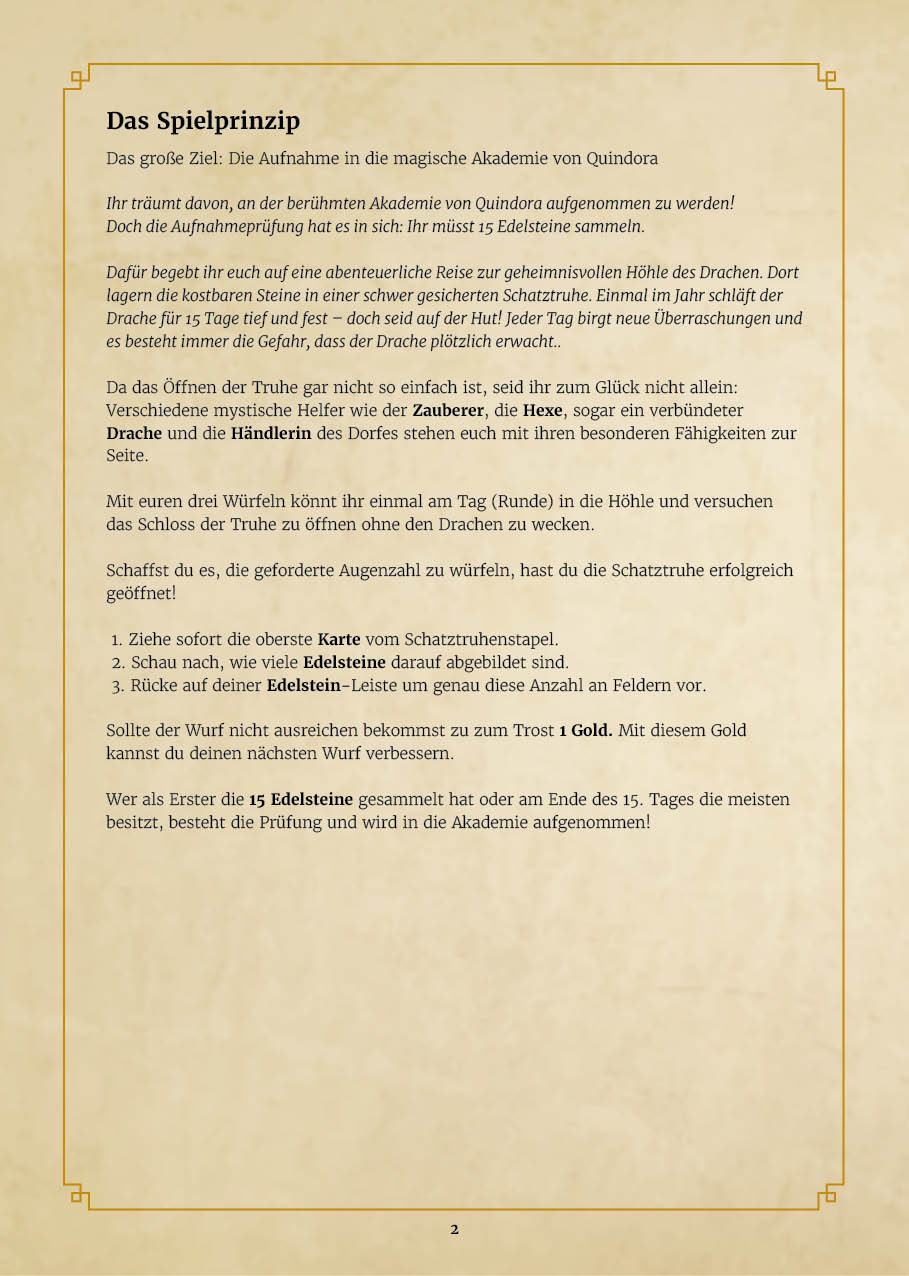 Das Spielprinzip
Das große Ziel: Die Aufnahme in die magische Akademie von Quindora
Ihr träumt davon, an der berühmten Akademie von Quindora aufgenommen zu werden!
Doch die Aufnahmeprüfung hat es in sich: Ihr müsst 15 Edelsteine sammeln.
Dafür begebt ihr euch auf eine abenteuerliche Reise zur geheimnisvollen Höhle des Drachen. Dort
lagern die kostbaren Steine in einer schwer gesicherten Schatztruhe. Einmal im Jahr schläft der
Drache für 15 Tage tief und fest – doch seid auf der Hut! Jeder Tag birgt neue Überraschungen und
es besteht immer die Gefahr, dass der Drache plötzlich erwacht..
Da das Öffnen der Truhe gar nicht so einfach ist, seid ihr zum Glück nicht allein:
Verschiedene mystische Helfer wie der Zauberer, die Hexe, sogar ein verbündeter
Drache und die Händlerin des Dorfes stehen euch mit ihren besonderen Fähigkeiten zur
Seite.
Mit euren drei Würfeln könnt ihr einmal am Tag (Runde) in die Höhle und versuchen
das Schloss der Truhe zu öffnen ohne den Drachen zu wecken.
Schaffst du es, die geforderte Augenzahl zu würfeln, hast du die Schatztruhe erfolgreich
geöffnet!
1. Ziehe sofort die oberste Karte vom Schatztruhenstapel.
2. Schau nach, wie viele Edelsteine darauf abgebildet sind.
3. Rücke auf deiner Edelstein-Leiste um genau diese Anzahl an Feldern vor.
Sollte der Wurf nicht ausreichen bekommst zu zum Trost 1 Gold. Mit diesem Gold
kannst du deinen nächsten Wurf verbessern.
Wer als Erster die 15 Edelsteine gesammelt hat oder am Ende des 15. Tages die meisten
besitzt, besteht die Prüfung und wird in die Akademie aufgenommen!
2